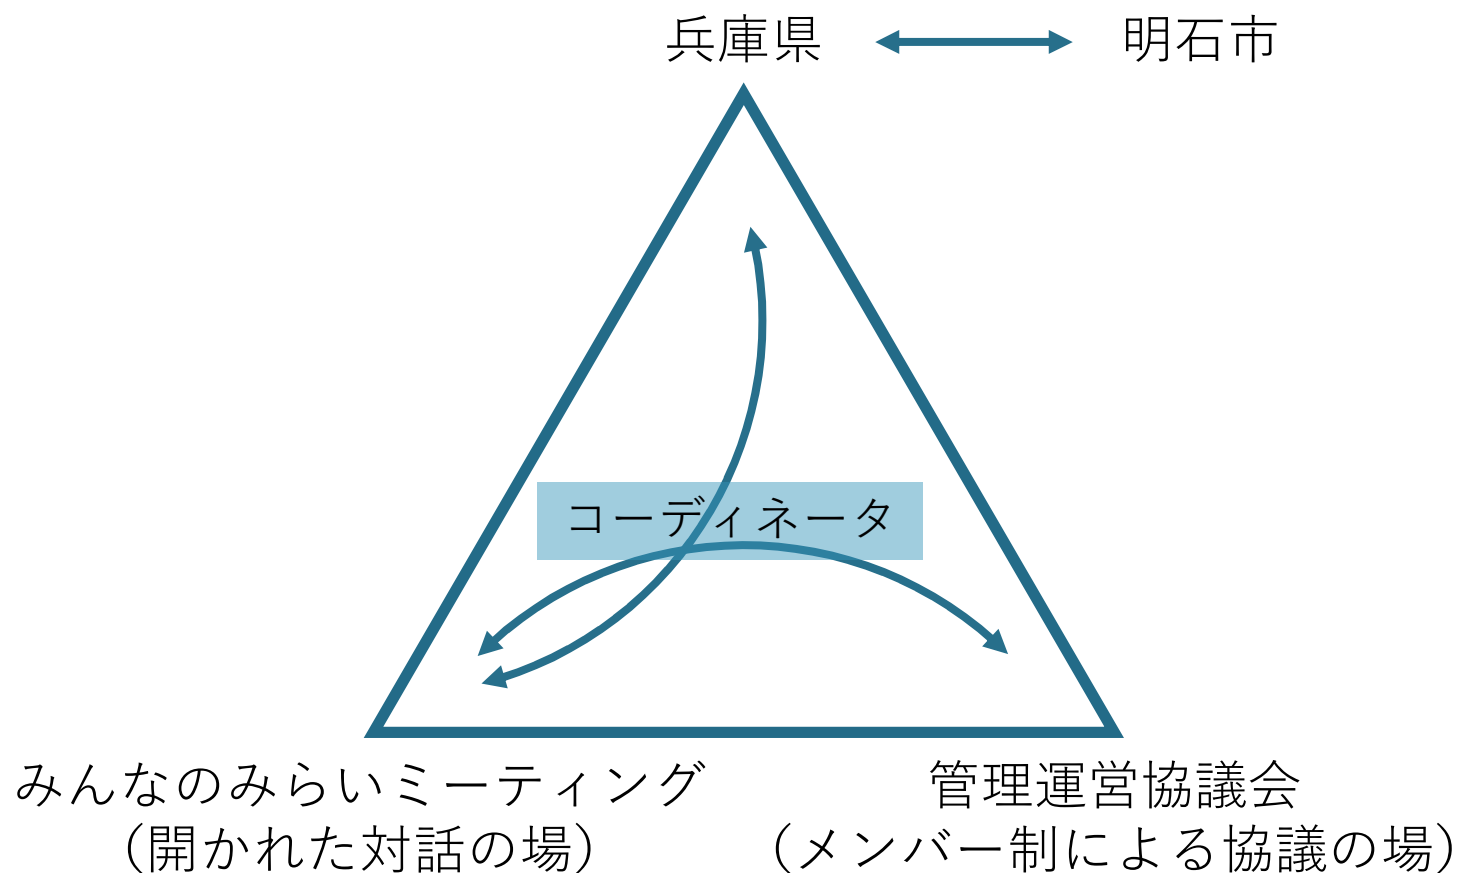 兵庫県
明石市
コーディネータ
みんなのみらいミーティング
（開かれた対話の場）
管理運営協議会
（メンバー制による協議の場）